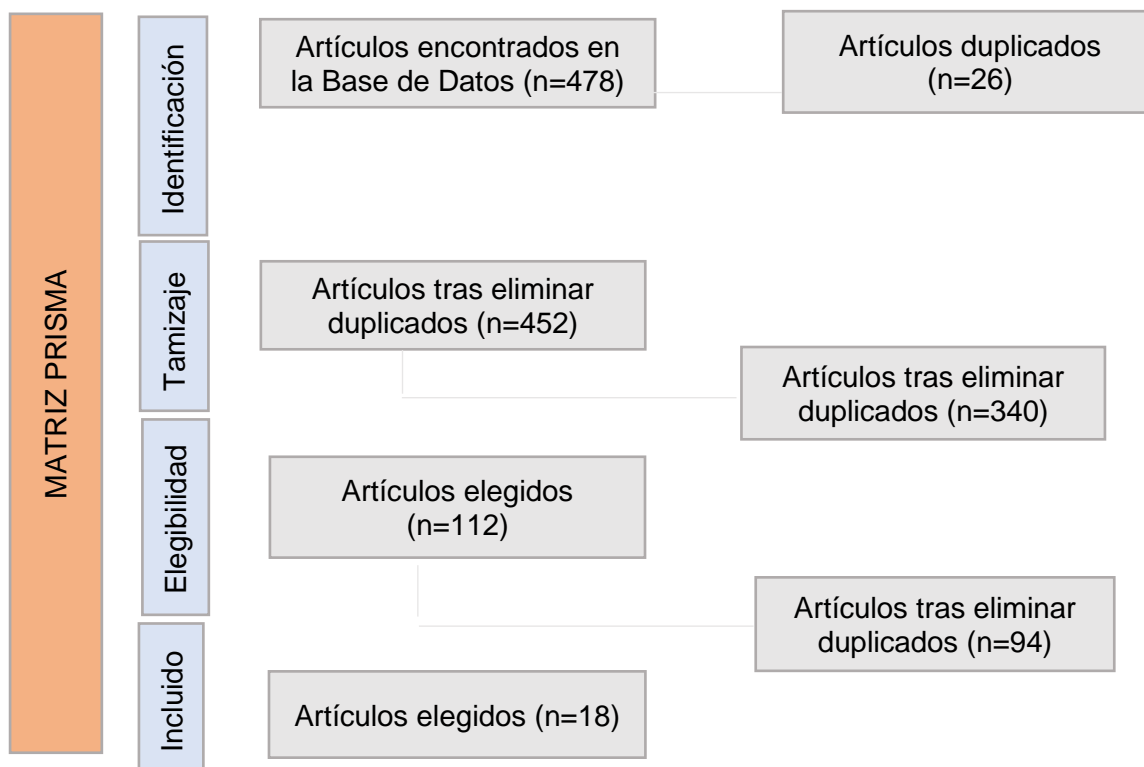 MATRIZ PRISMA
Identificación
Artículos encontrados en
la Base de Datos (n=478)
Artículos duplicados
(n=26)
Tamizaje
Artículos tras eliminar
duplicados (n=452)
Artículos tras eliminar
duplicados (n=340)
Elegibilidad
Artículos elegidos
(n=112)
Artículos tras eliminar
duplicados (n=94)
Incluido
Artículos elegidos (n=18)